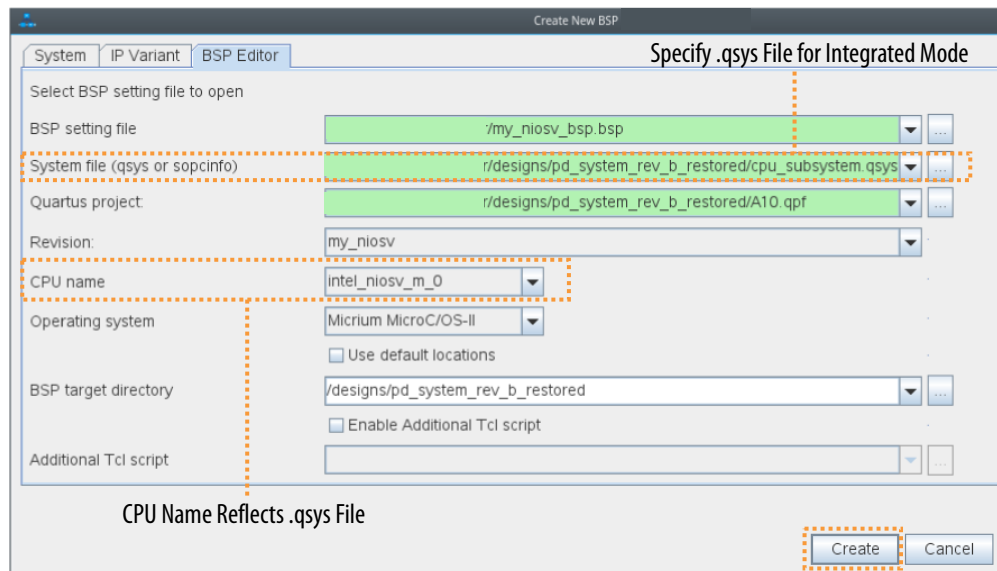 Create New BSP
System IP Variant BSP Editor
Specify .qsys File for Integrated Mode
Select BSP setting file to open
BSP setting file
:/my_niosv_bsp.bsp
...
System file (qsys or sopcinfo)
r/designs/pd_system_rev_b_restored/cpu_subsystem.qsys
...
Quartus project:
r/designs/pd_system_rev_b_restored/A10.qpf
...
Revision:
my_niosv
CPU name
intel_niosv_m_0
Operating system
Micrium MicroC/OS-II
Use default locations
BSP target directory
/designs/pd_system_rev_b_restored
...
Enable Additional Tcl script
Additional Tcl script
...
CPU Name Reflects .qsys File
Create Cancel